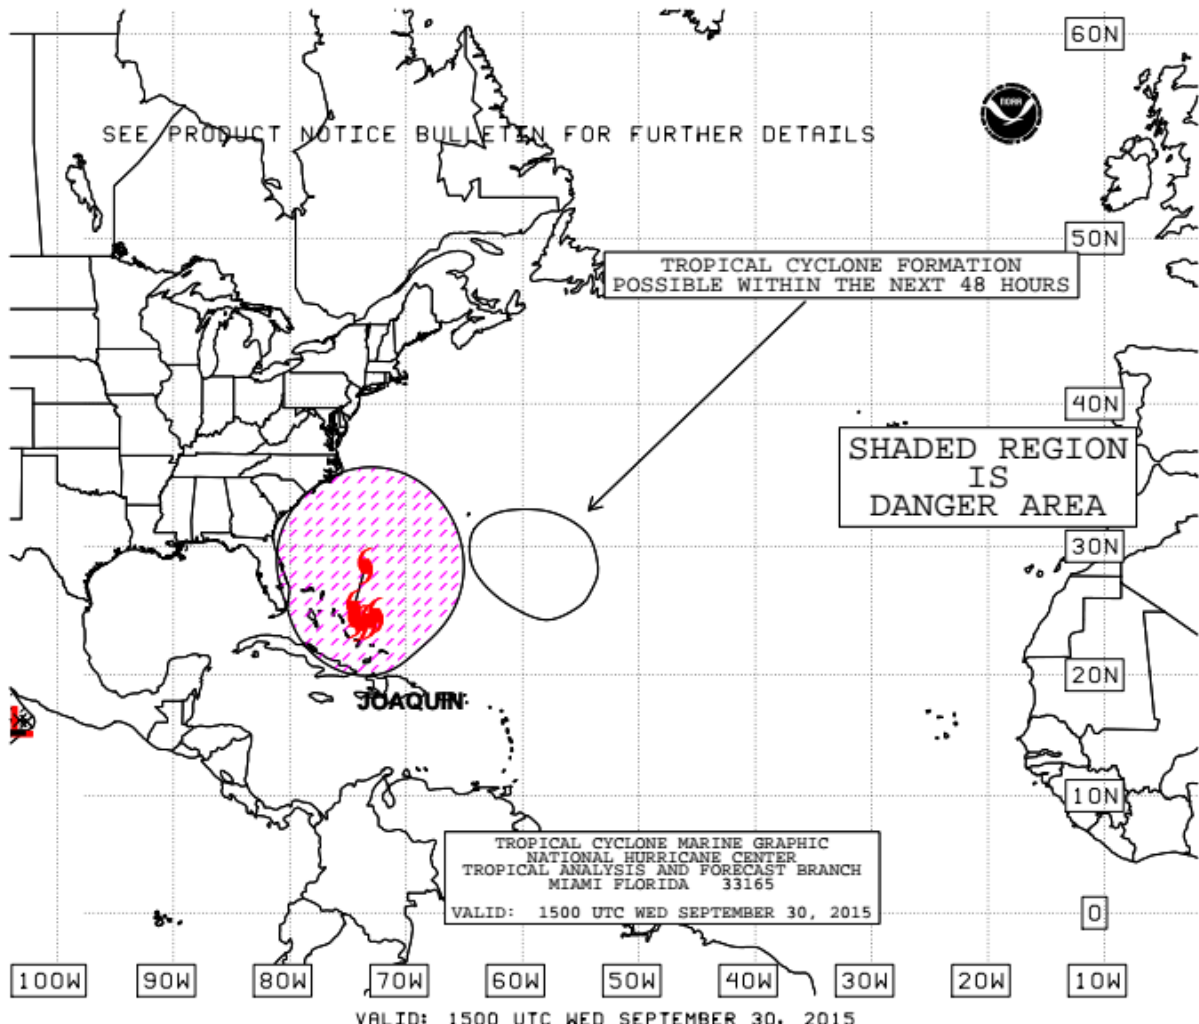 60N
NOAA
SEE PRODUCT NOTICE BULLETIN FOR FURTHER DETAILS
50N
TROPICAL CYCLONE FORMATION
POSSIBLE WITHIN THE NEXT 48 HOURS
40N
SHADED REGION
IS
DANGER AREA
30N
20N
JOAQUIN
L
10N
TROPICAL CYCLONE MARINE GRAPHIC
NATIONAL HURRICANE CENTER
TROPICAL ANALYSIS AND FORECAST BRANCH
MIAMI FLORIDA 33165
VALID: 1500 UTC WED SEPTEMBER 30, 2015
0
100W 90W 80W 70W 60W 50W 40W 30W 20W 10W
VALID: 1500 UTC WED SEPTEMBER 30, 2015